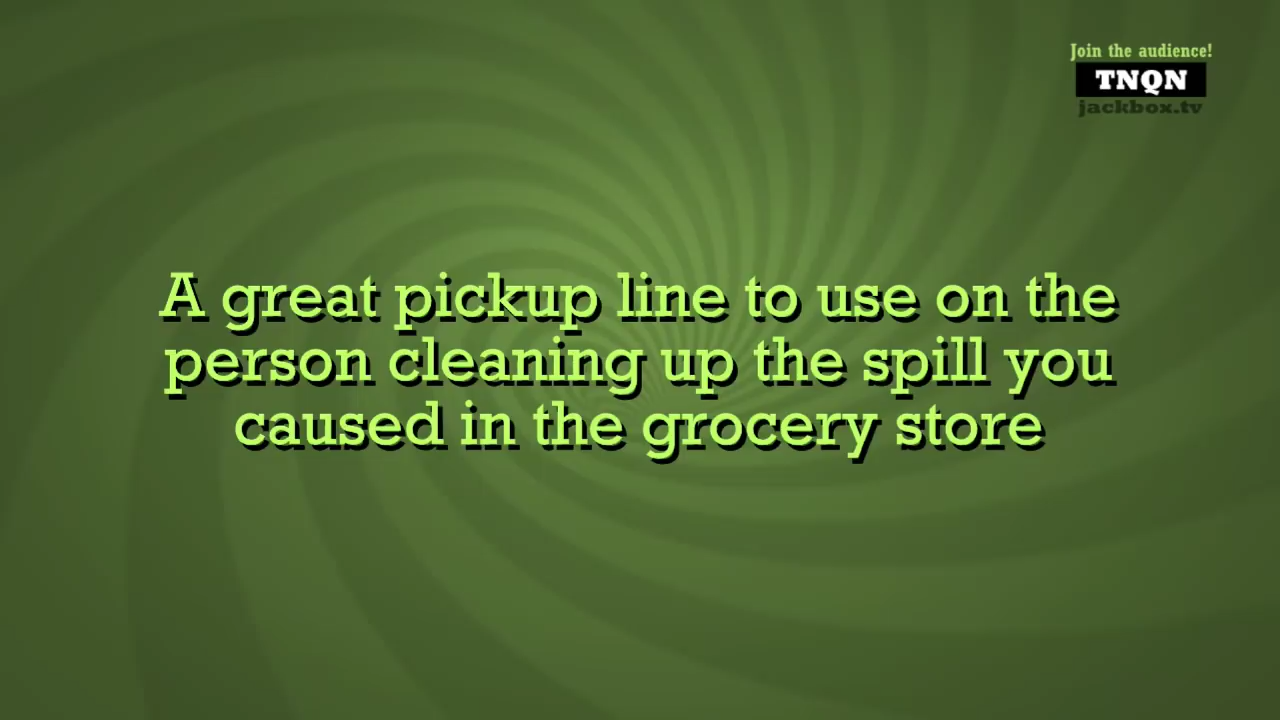 Join the audience!
TNQN
jackbox.tv
A great pickup line to use on the
person cleaning up the spill you
caused in the grocery store